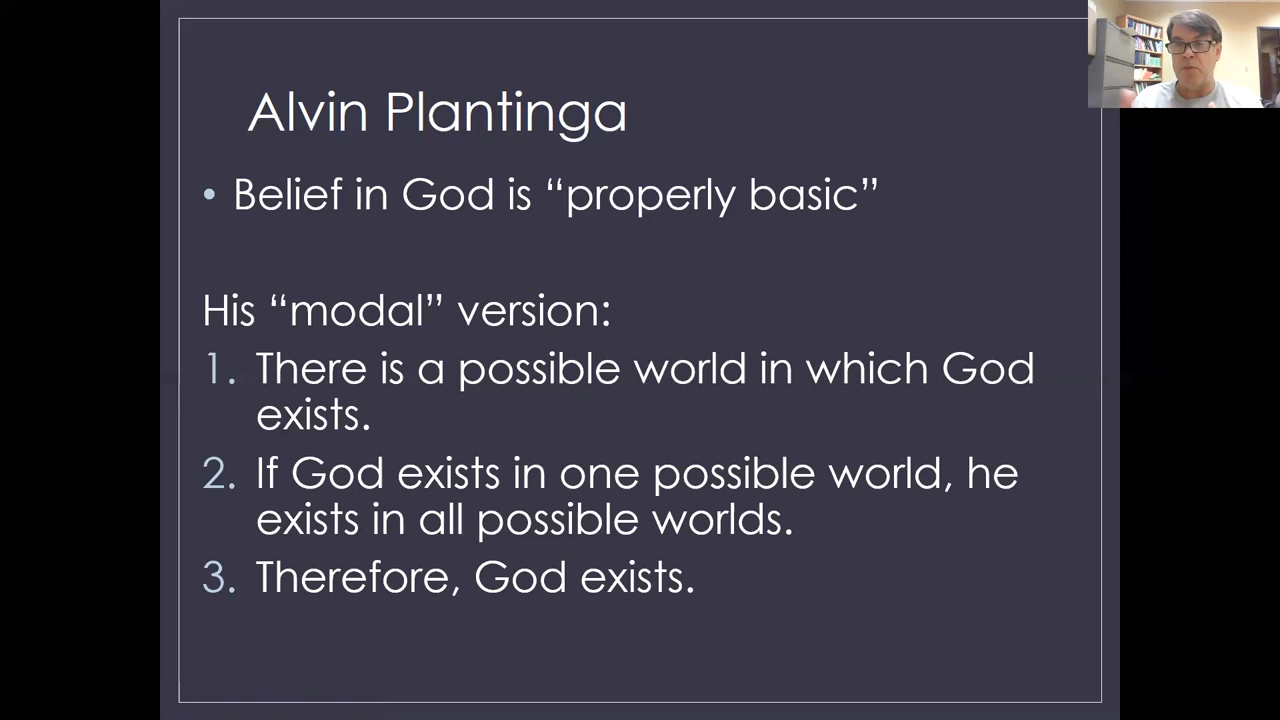 Alvin Plantinga
• Belief in God is “properly basic”
His “modal” version:
1. There is a possible world in which God
exists.
2. If God exists in one possible world, he
exists in all possible worlds.
3. Therefore, God exists.